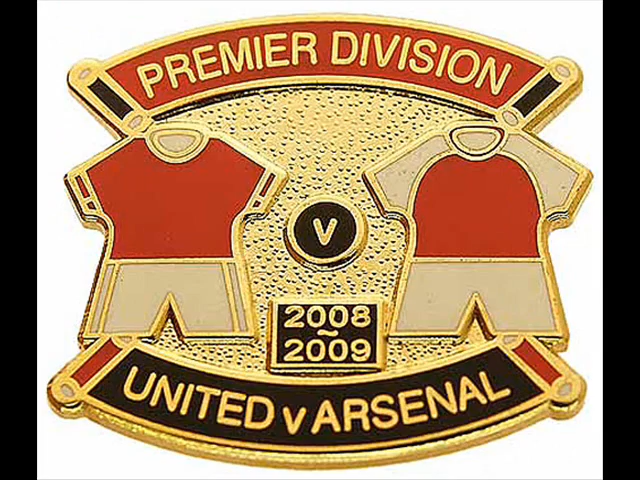 PREMIER DIVISION
v
2008
~
2009
UNITED v ARSENAL